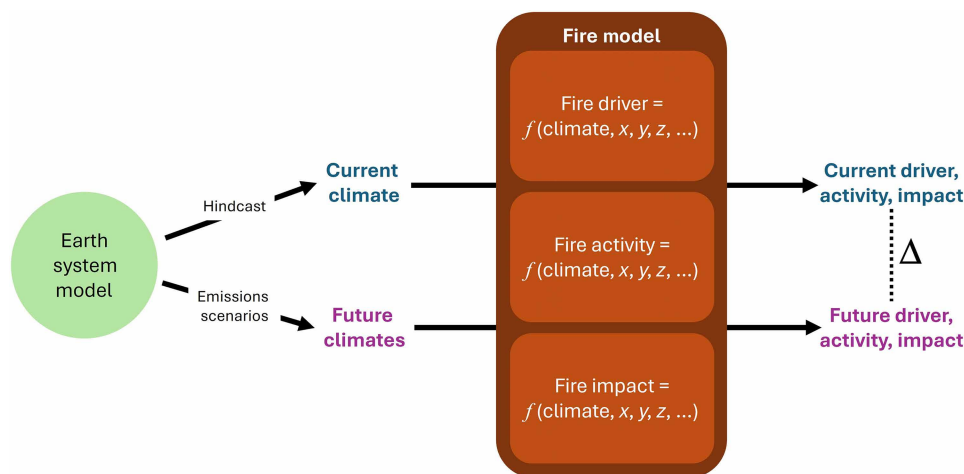 Fire model
Fire driver =
f (climate, x, y, z, ...)
Current
climate
Current driver,
activity, impact
Hindcast
Earth
system
model
Fire activity =
f (climate, x, y, z, ...)
Δ
Emissions
scenarios
Future
climates
Future driver,
activity, impact
Fire impact =
f (climate, x, y, z, ...)